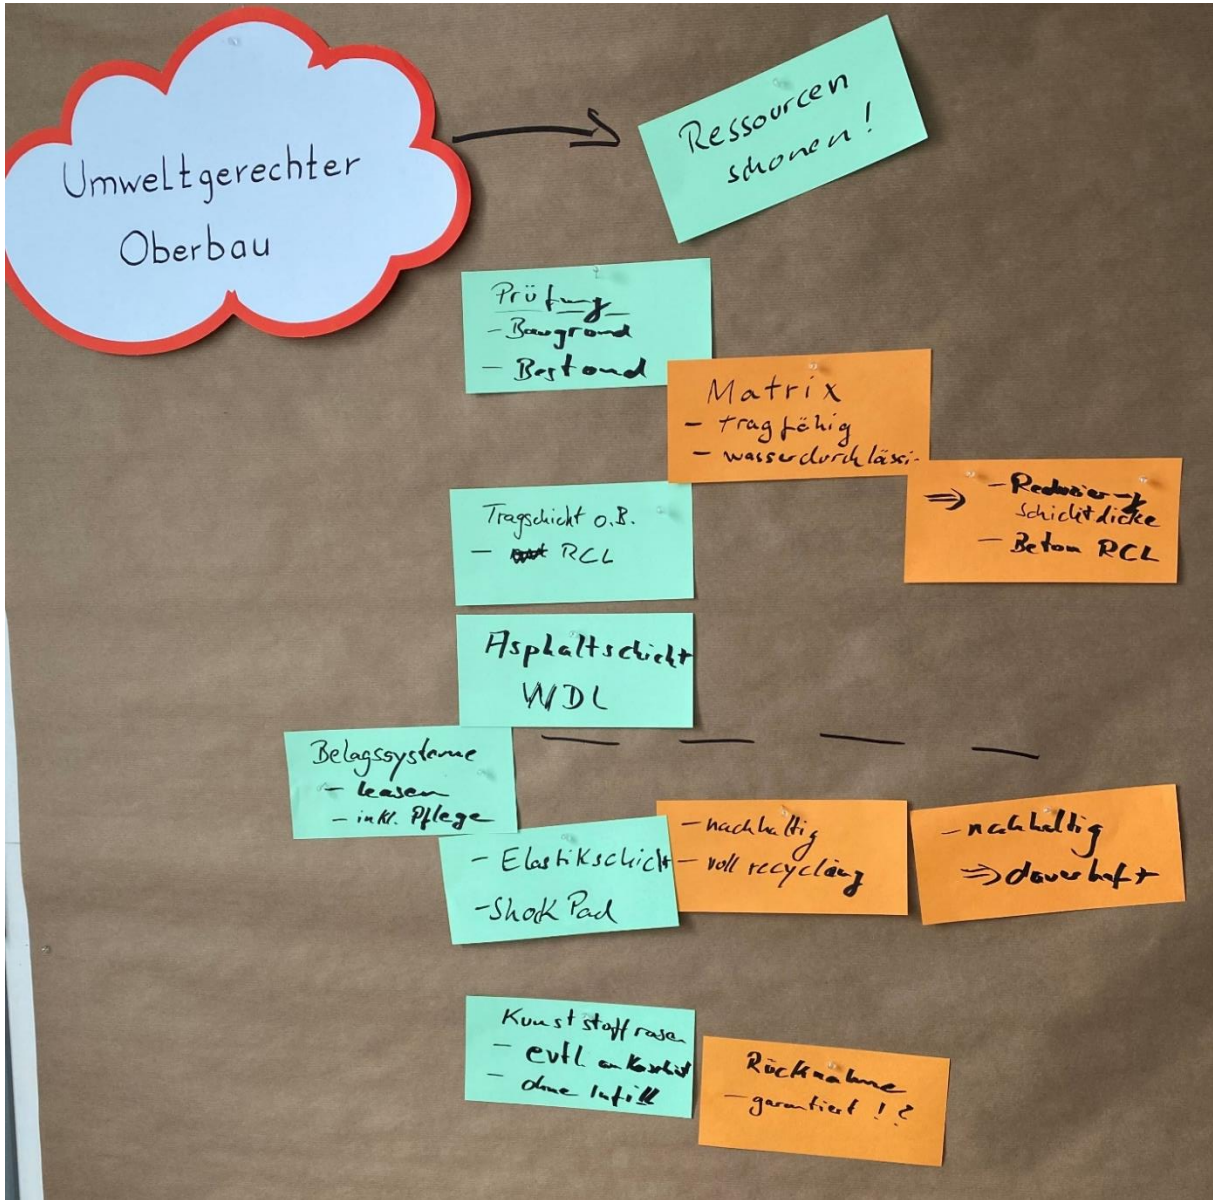 Umweltgerechter
Oberbau
Ressourcen
schonen!
Prüfung
- Baugrund
- Bestand
Matrix
- tragfähig
- wasserdurchlässi
⇒ - Reduzierung
Schichtdicke
- Beton RCL
Tragschicht o.B.
- RCL
Asphaltschicht
WDL
Belagssysteme
- leasen
- inkl. Pflege
- Elastikschicht
- Shock Pad
- nachhaltig
- voll recycling
- nachhaltig
⇒ dauerhaft
Kunststoffrasen
- evtl.
- ohne Infill
Rücknahme
- garantiert !?